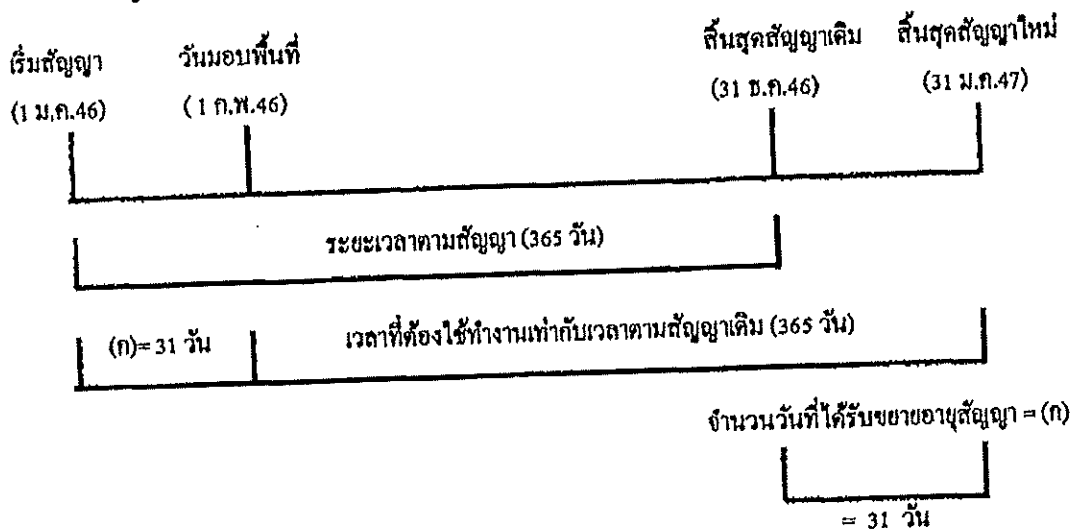 เริ่มสัญญา วันมอบพื้นที่ สิ้นสุดสัญญาเดิม สิ้นสุดสัญญาใหม่
(1 ม.ค.46) (1 ก.พ.46) (31 ธ.ค.46) (31 ม.ค.47)
ระยะเวลาตามสัญญา (365 วัน)
(ก)= 31 วัน เวลาที่ต้องใช้ทำงานเท่ากับเวลาตามสัญญาเดิม (365 วัน)
จำนวนวันที่ได้รับขยายอายุสัญญา = (ก)
= 31 วัน